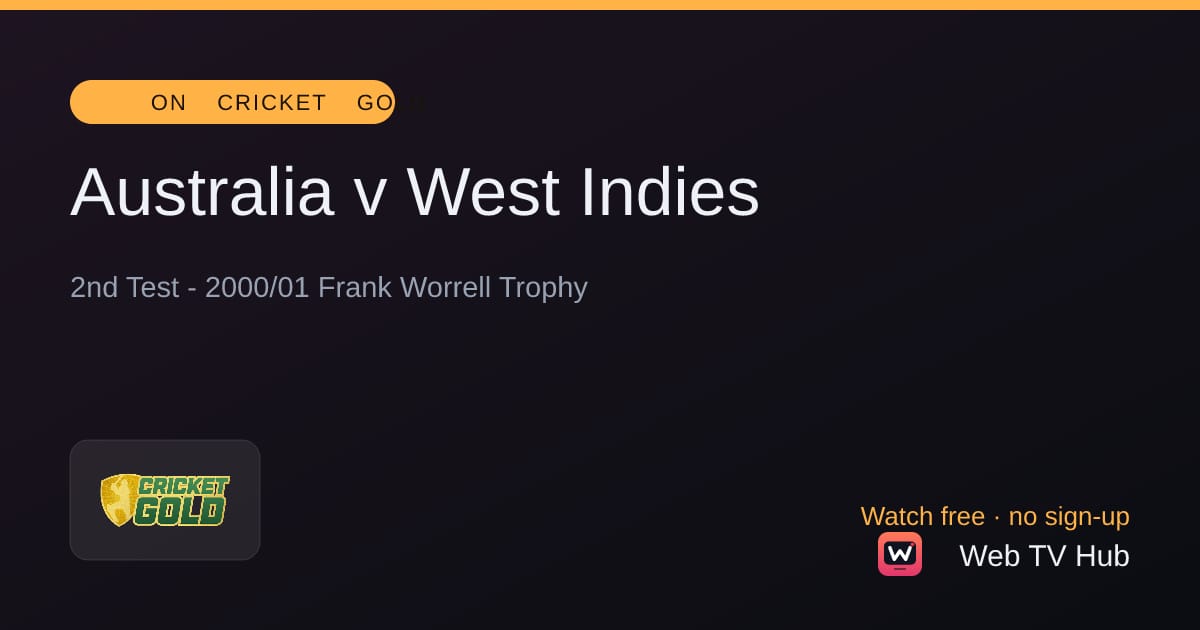 ON CRICKET GOLD
Australia v West Indies
2nd Test - 2000/01 Frank Worrell Trophy
CRICKET
GOLD
Watch free · no sign-up
W
Web TV Hub